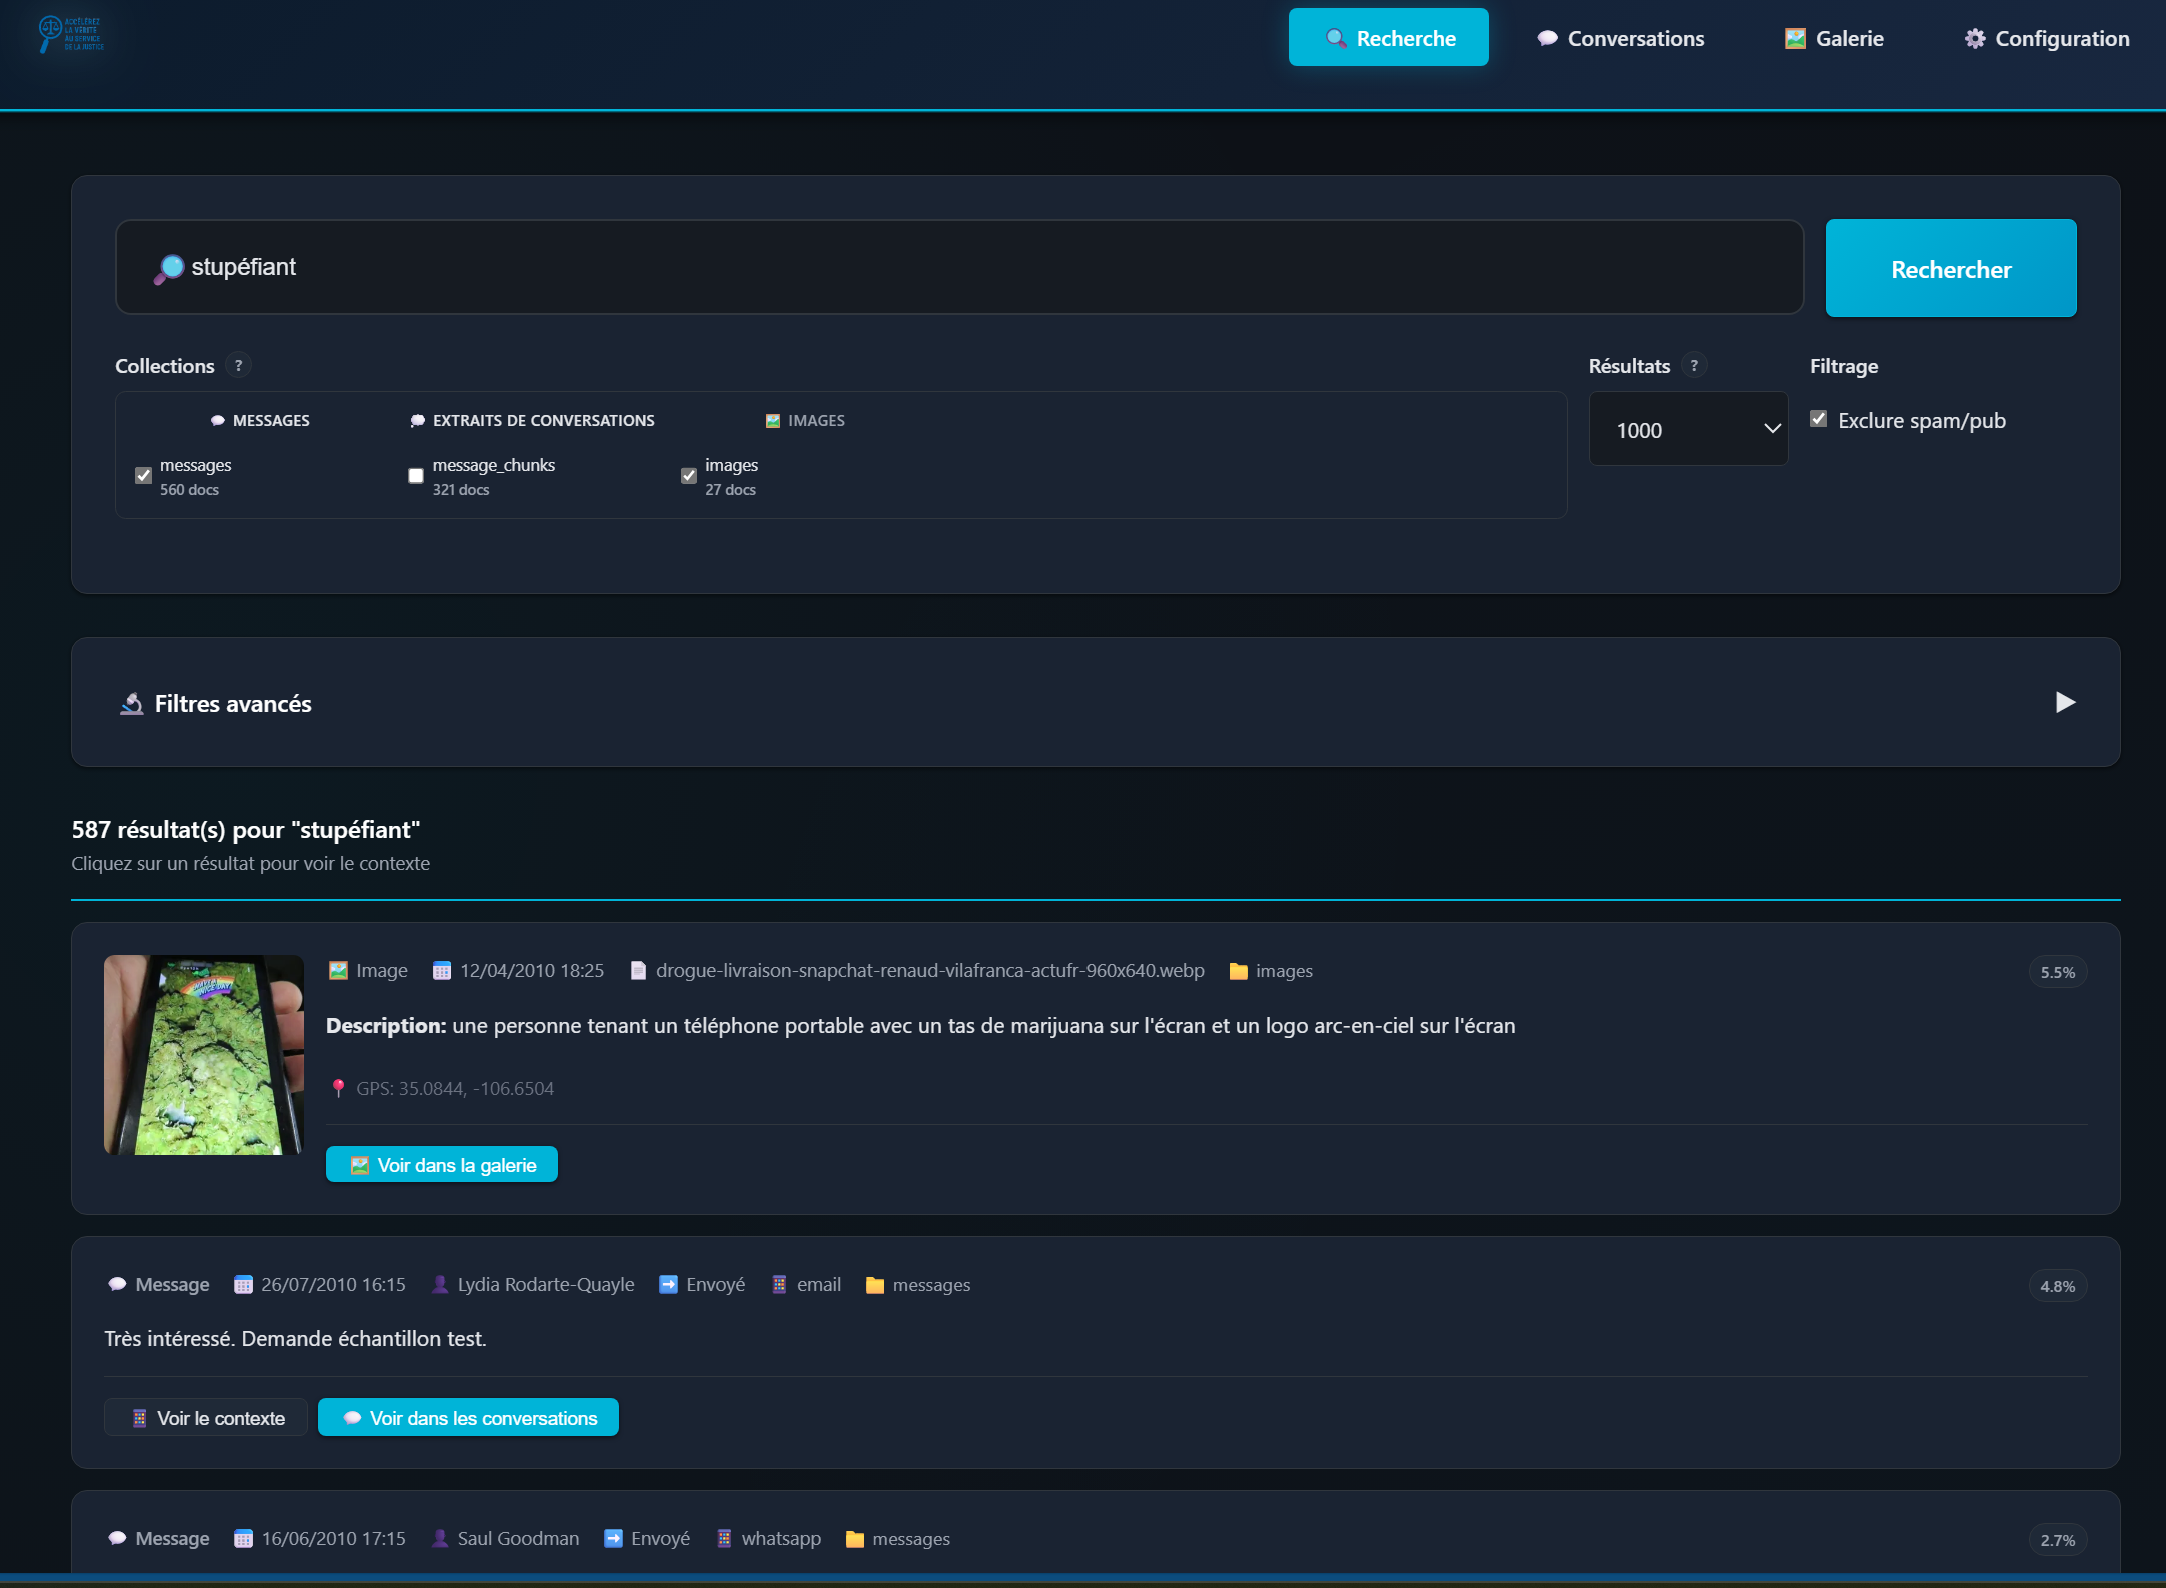 ACCÉLÉREZ
LA VÉRITÉ
AU SERVICE
DE LA JUSTICE
Recherche
Conversations
Galerie
Configuration
stupéfiant
Rechercher
Collections ?
Résultats ?
Filtrage
MESSAGES
EXTRAITS DE CONVERSATIONS
IMAGES
messages
560 docs
message_chunks
321 docs
images
27 docs
1000
Exclure spam/pub
Filtres avancés
587 résultat(s) pour "stupéfiant"
Cliquez sur un résultat pour voir le contexte
Image 12/04/2010 18:25 drogue-livraison-snapchat-renaud-vilafranca-actufr-960x640.webp images 5.5%
Description: une personne tenant un téléphone portable avec un tas de marijuana sur l'écran et un logo arc-en-ciel sur l'écran
GPS: 35.0844, -106.6504
Voir dans la galerie
Message 26/07/2010 16:15 Lydia Rodarte-Quayle Envoyé email messages 4.8%
Très intéressé. Demande échantillon test.
Voir le contexte
Voir dans les conversations
Message 16/06/2010 17:15 Saul Goodman Envoyé whatsapp messages 2.7%